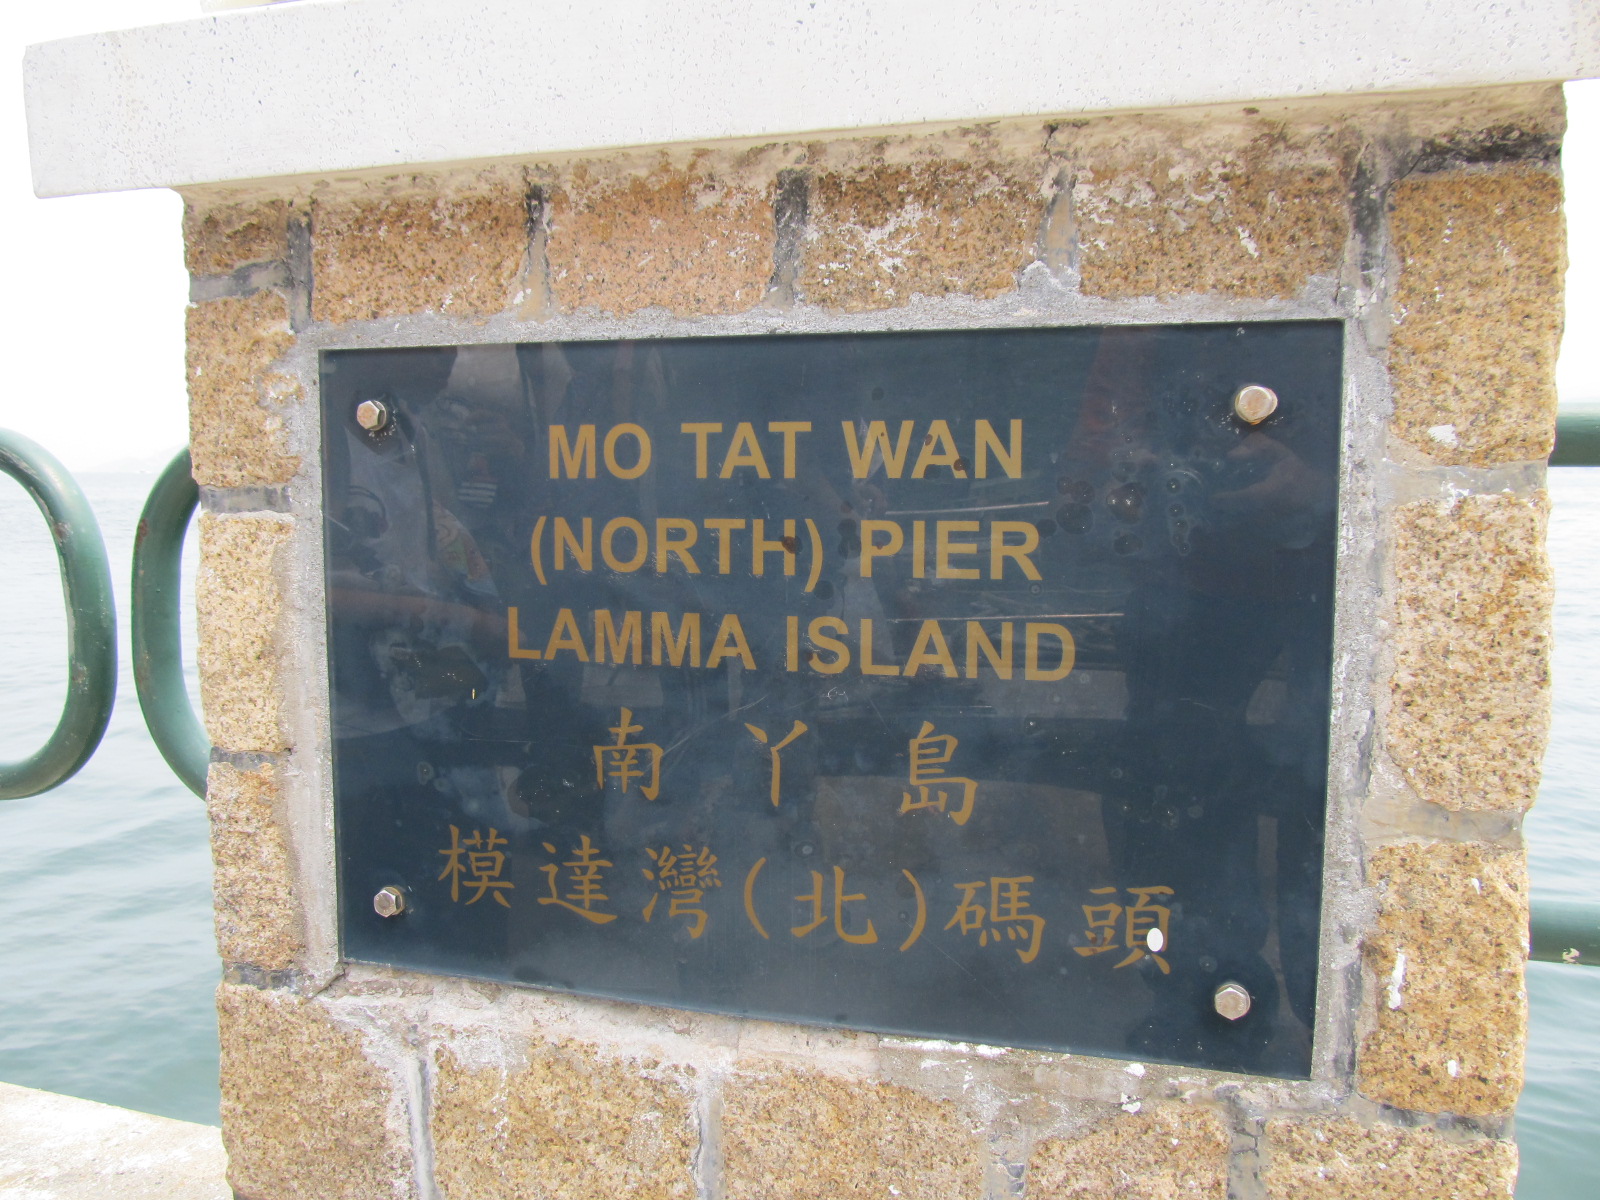 MO TAT WAN
(NORTH) PIER
LAMMA ISLAND
南丫島
模達灣(北)碼頭